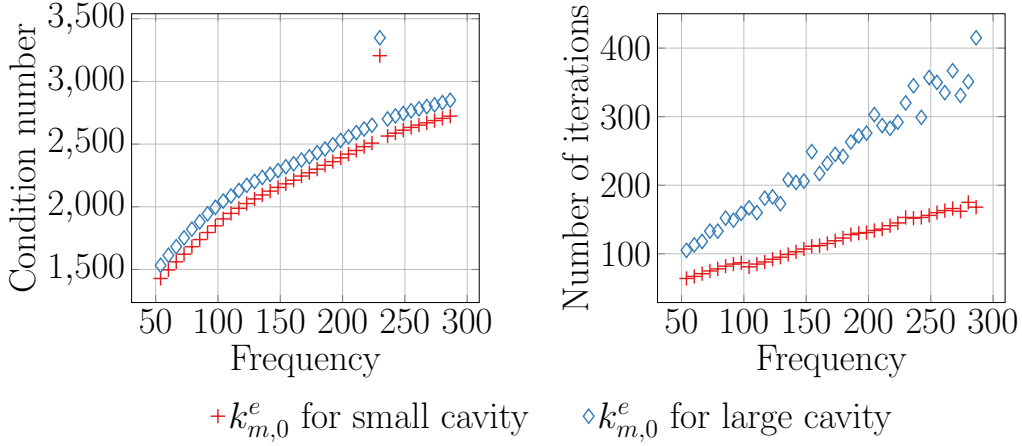 3,500
3,000
2,500
2,000
1,500
50 100 150 200 250 300
Frequency
Condition number
400
300
200
100
50 100 150 200 250 300
Frequency
Number of iterations
$k_{m,0}^{e}$ for small cavity
$k_{m,0}^{e}$ for large cavity